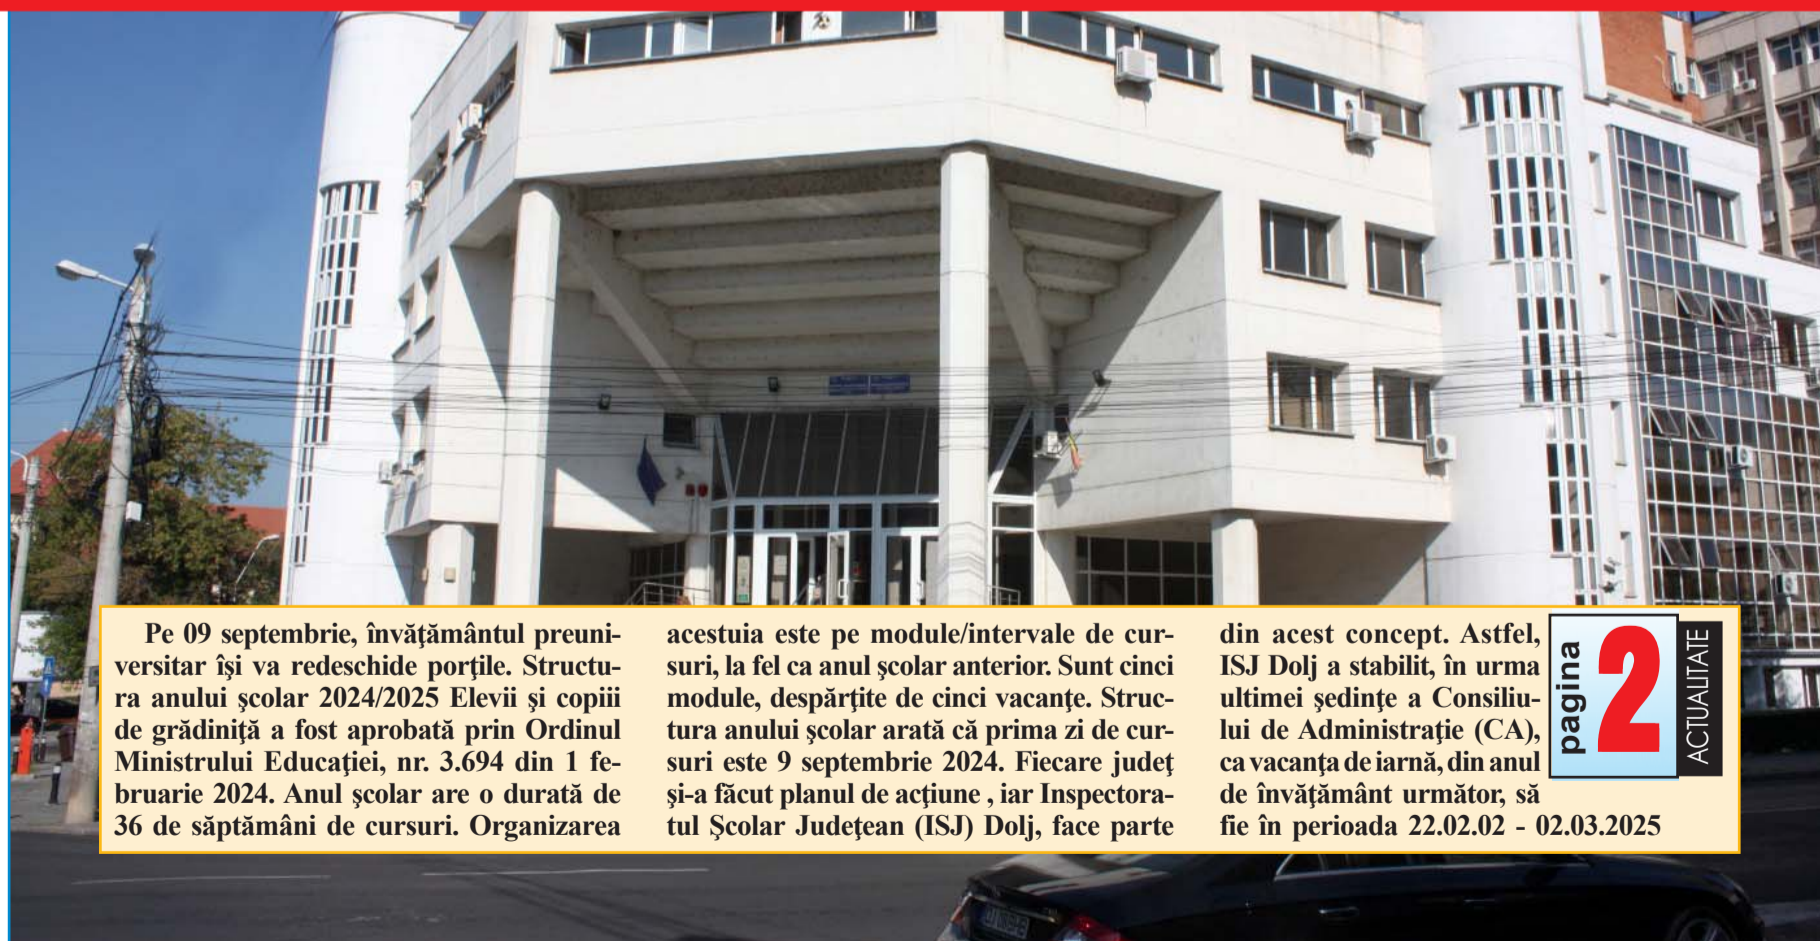 Pe 09 septembrie, învăţământul preuni-
versitar îşi va redeschide porţile. Structu-
ra anului şcolar 2024/2025 Elevii şi copiii
de grădiniţă a fost aprobată prin Ordinul
Ministrului Educaţiei, nr. 3.694 din 1 fe-
bruarie 2024. Anul şcolar are o durată de
36 de săptămâni de cursuri. Organizarea
acestuia este pe module/intervale de cur-
suri, la fel ca anul şcolar anterior. Sunt cinci
module, despărţite de cinci vacanţe. Struc-
tura anului şcolar arată că prima zi de cur-
suri este 9 septembrie 2024. Fiecare judeţ
şi-a făcut planul de acţiune , iar Inspectora-
tul Şcolar Judeţean (ISJ) Dolj, face parte
din acest concept. Astfel,
ISJ Dolj a stabilit, în urma
ultimei şedinţe a Consiliu-
lui de Administraţie (CA),
ca vacanţa de iarnă, din anul
de învăţământ următor, să
fie în perioada 22.02.02 - 02.03.2025
pagina
2
ACTUALITATE